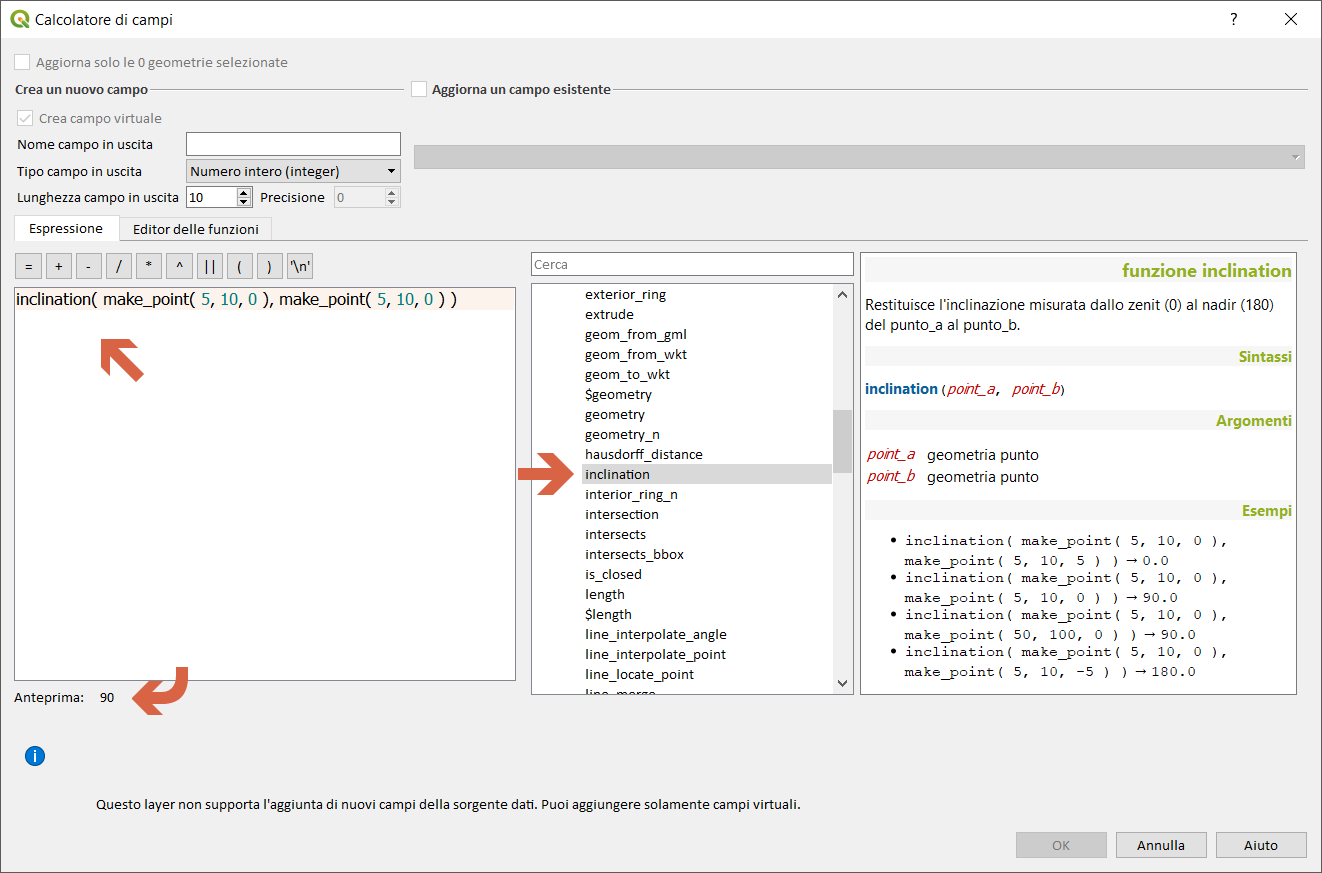 Calcolatore di campi
?
Aggiorna solo le 0 geometrie selezionate
Crea un nuovo campo
Aggiorna un campo esistente
Crea campo virtuale
Nome campo in uscita
Tipo campo in uscita
Numero intero (integer)
Lunghezza campo in uscita
10
Precisione
0
Espressione
Editor delle funzioni
= + - / * ^ || ( ) '\n'
inclination( make_point( 5, 10, 0 ), make_point( 5, 10, 0 ) )
Anteprima: 90
Cerca
exterior_ring
extrude
geom_from_gml
geom_from_wkt
geom_to_wkt
$geometry
geometry
geometry_n
hausdorff_distance
inclination
interior_ring_n
intersection
intersects
intersects_bbox
is_closed
length
$length
line_interpolate_angle
line_interpolate_point
line_locate_point
line_merge
funzione inclination
Restituisce l'inclinazione misurata dallo zenit (0) al nadir (180)
del punto_a al punto_b.
Sintassi
inclination(point_a, point_b)
Argomenti
point_a geometria punto
point_b geometria punto
Esempi
• inclination( make_point( 5, 10, 0 ),
make_point( 5, 10, 5 ) ) → 0.0
• inclination( make_point( 5, 10, 0 ),
make_point( 5, 10, 0 ) ) → 90.0
• inclination( make_point( 5, 10, 0 ),
make_point( 50, 100, 0 ) ) → 90.0
• inclination( make_point( 5, 10, 0 ),
make_point( 5, 10, -5 ) ) → 180.0
i
Questo layer non supporta l'aggiunta di nuovi campi della sorgente dati. Puoi aggiungere solamente campi virtuali.
OK
Annulla
Aiuto